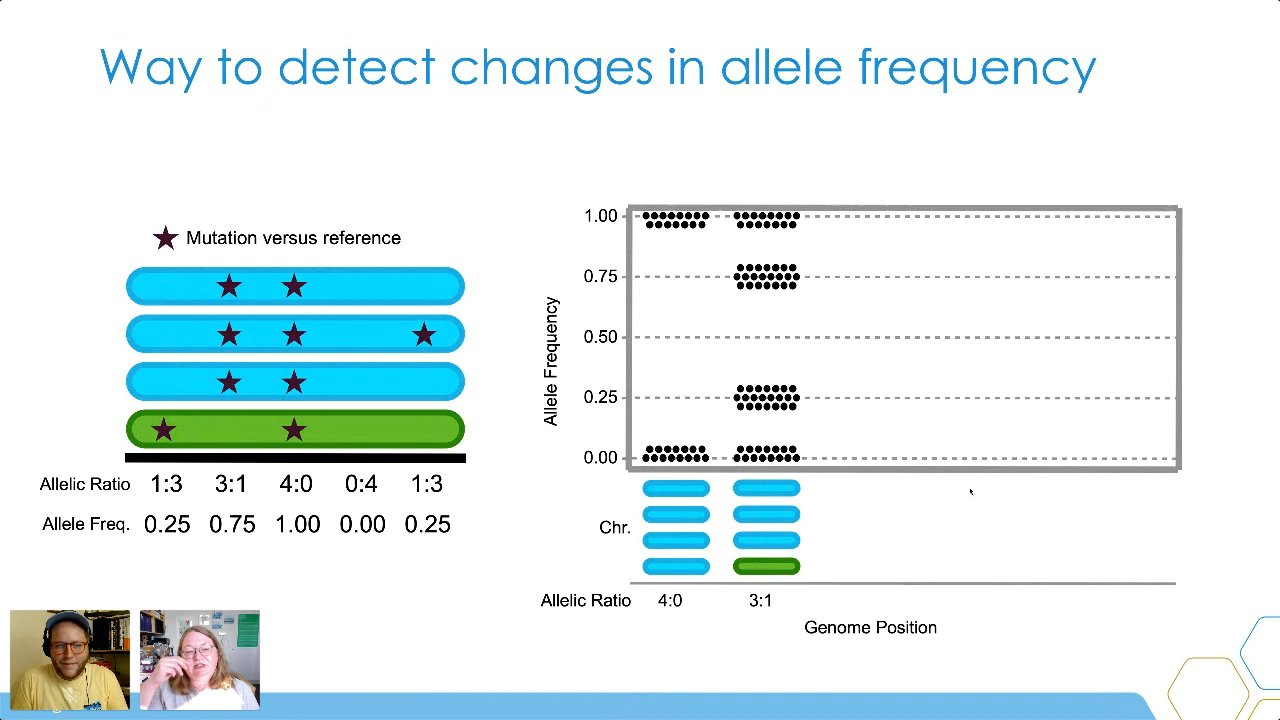 Way to detect changes in allele frequency
Mutation versus reference
Allelic Ratio 1:3 3:1 4:0 0:4 1:3
Allele Freq. 0.25 0.75 1.00 0.00 0.25
Allele Frequency
1.00
0.75
0.50
0.25
0.00
Chr.
Allelic Ratio 4:0 3:1
Genome Position